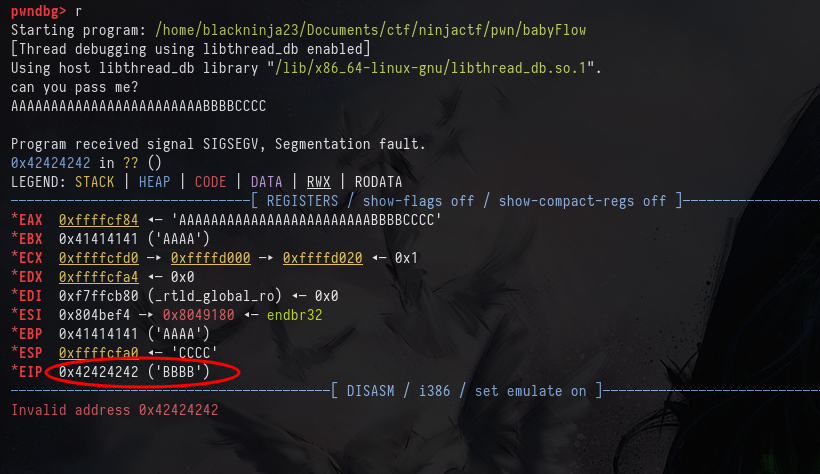 pwndbg> r
Starting program: /home/blackninja23/Documents/ctf/ninjactf/pwn/babyFlow
[Thread debugging using libthread_db enabled]
Using host libthread_db library "/lib/x86_64-linux-gnu/libthread_db.so.1".
can you pass me?
AAAAAAAAAAAAAAAAAAAAAAAABBBBCCCC
Program received signal SIGSEGV, Segmentation fault.
0x42424242 in ?? ()
LEGEND: STACK | HEAP | CODE | DATA | RWX | RODATA
──────────────────────────────[ REGISTERS / show-flags off / show-compact-regs off ]─────────────────
*EAX  0xffffcf84 ◂— 'AAAAAAAAAAAAAAAAAAAAAAAABBBBCCCC'
*EBX  0x41414141 ('AAAA')
*ECX  0xffffcfd0 —▸ 0xffffd000 —▸ 0xffffd020 ◂— 0x1
*EDX  0xffffcfa4 ◂— 0x0
*EDI  0xf7ffcb80 (_rtld_global_ro) ◂— 0x0
*ESI  0x804bef4 —▸ 0x8049180 ◂— endbr32
*EBP  0x41414141 ('AAAA')
*ESP  0xffffcfa0 ◂— 'CCCC'
*EIP  0x42424242 ('BBBB')
────────────────────────────────────────[ DISASM / i386 / set emulate on ]───────────────────────────
Invalid address 0x42424242